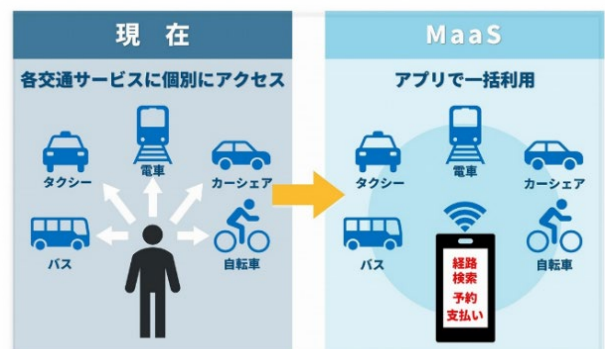 現在
各交通サービスに個別にアクセス
タクシー
電車
カーシェア
バス
自転車
MaaS
アプリで一括利用
タクシー
電車
カーシェア
バス
経路
検索
予約
支払い
自転車